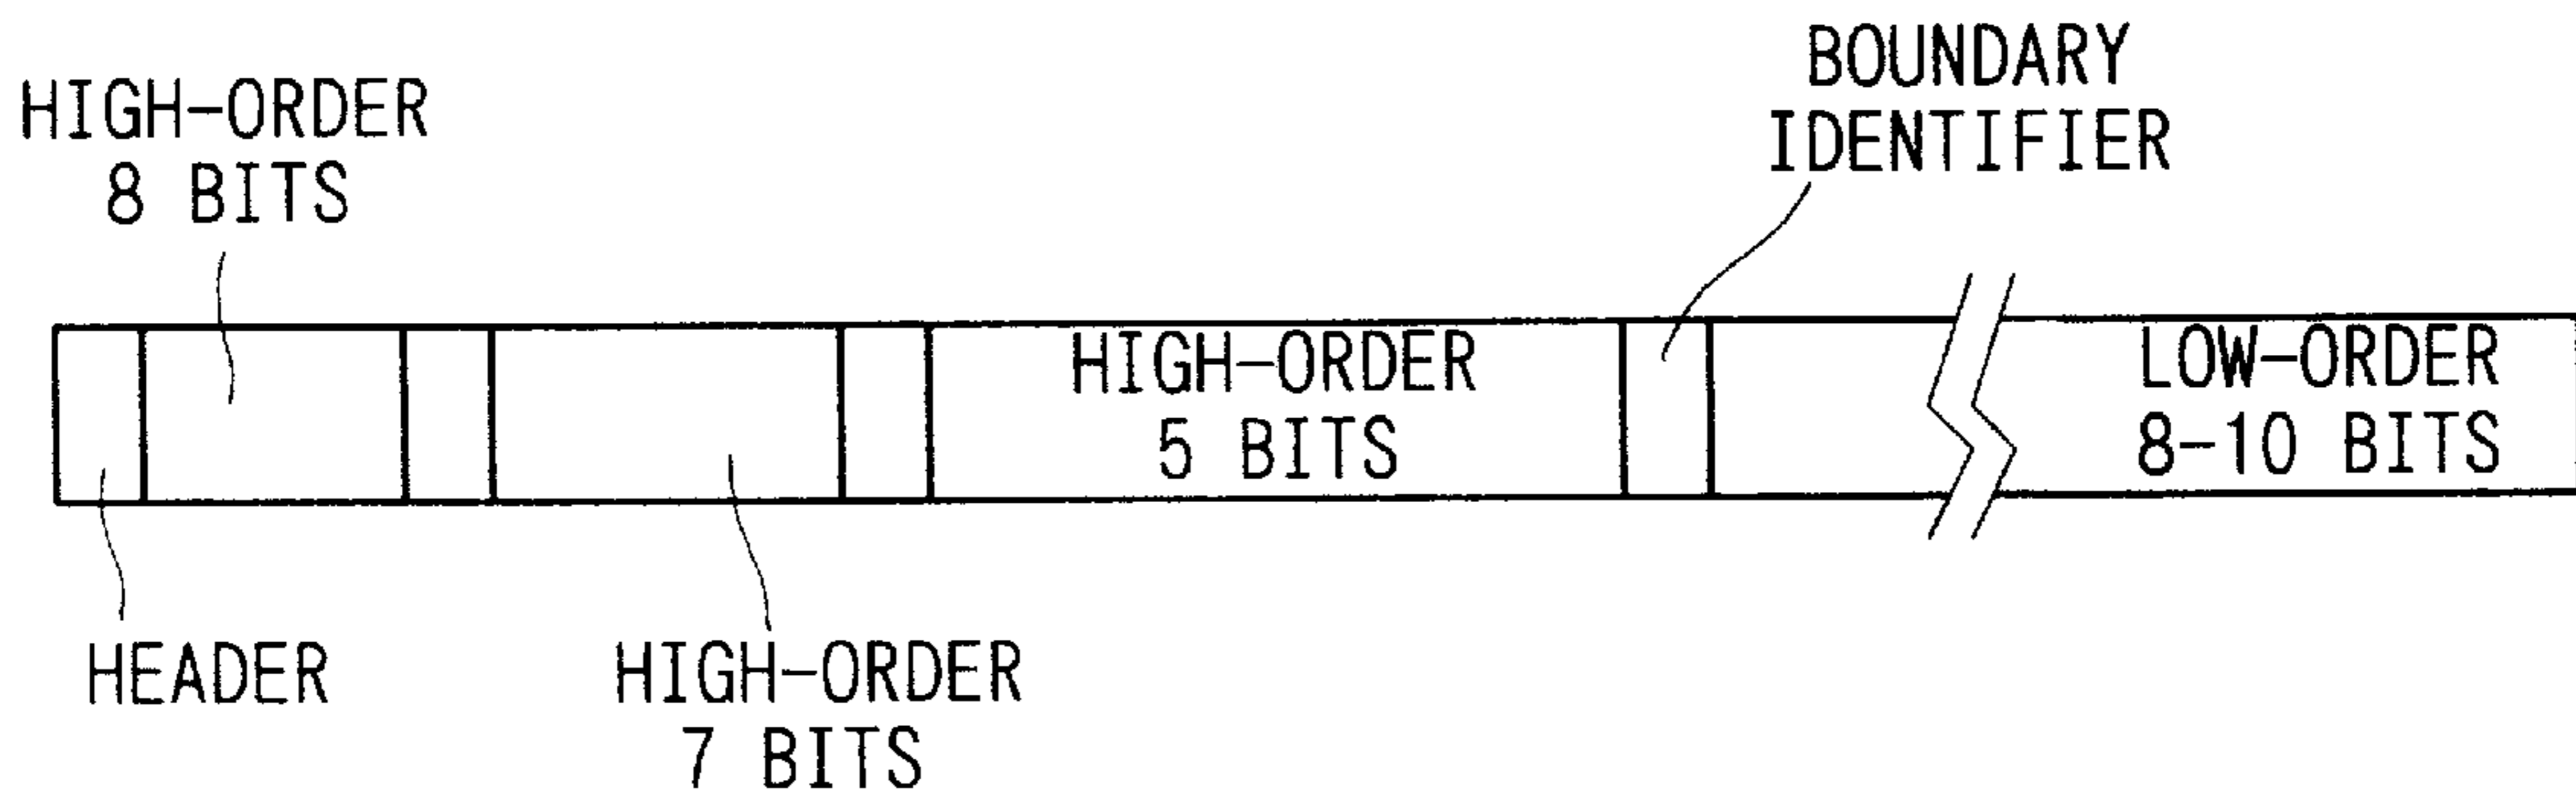 HIGH-ORDER
8 BITS
BOUNDARY
IDENTIFIER
HIGH-ORDER
5 BITS
LOW-ORDER
8-10 BITS
HEADER
HIGH-ORDER
7 BITS